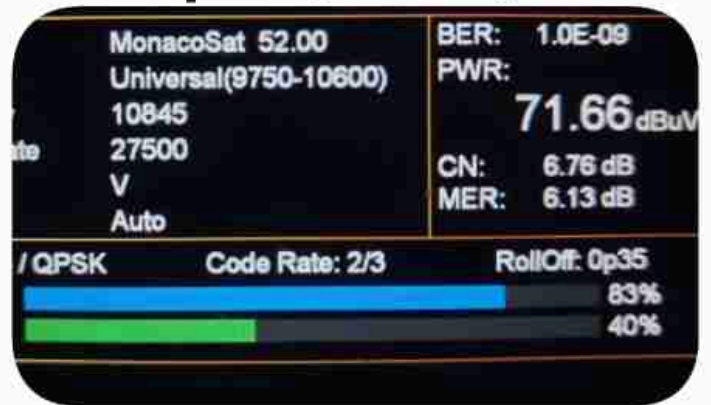 MonacoSat 52.00
Universal(9750-10600)
10845
ate 27500
V
Auto
BER: 1.0E-09
PWR:
71.66 dBuV
CN: 6.76 dB
MER: 6.13 dB
/ QPSK Code Rate: 2/3 RollOff: 0p35
83%
40%